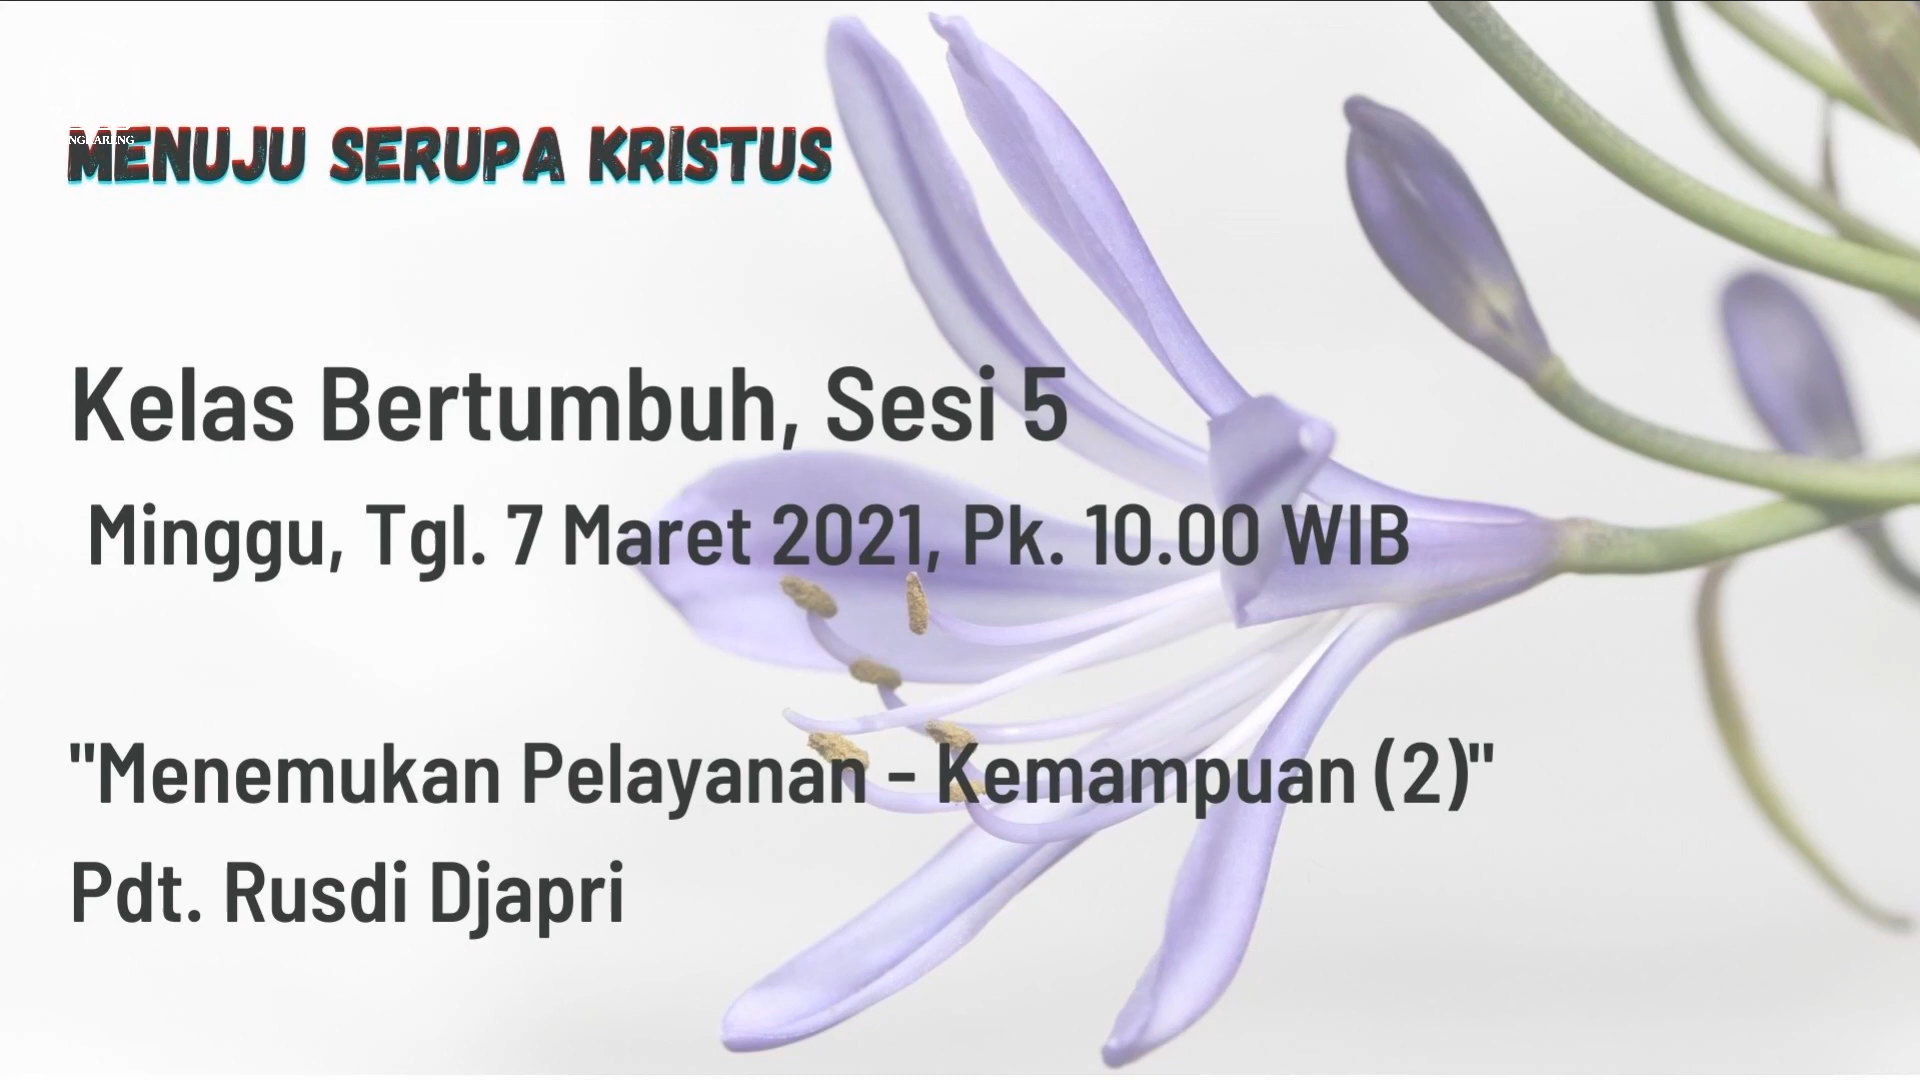 MENUJU SERUPA KRISTUS
Kelas Bertumbuh, Sesi 5
Minggu, Tgl. 7 Maret 2021, Pk. 10.00 WIB
"Menemukan Pelayanan - Kemampuan (2)"
Pdt. Rusdi Djapri